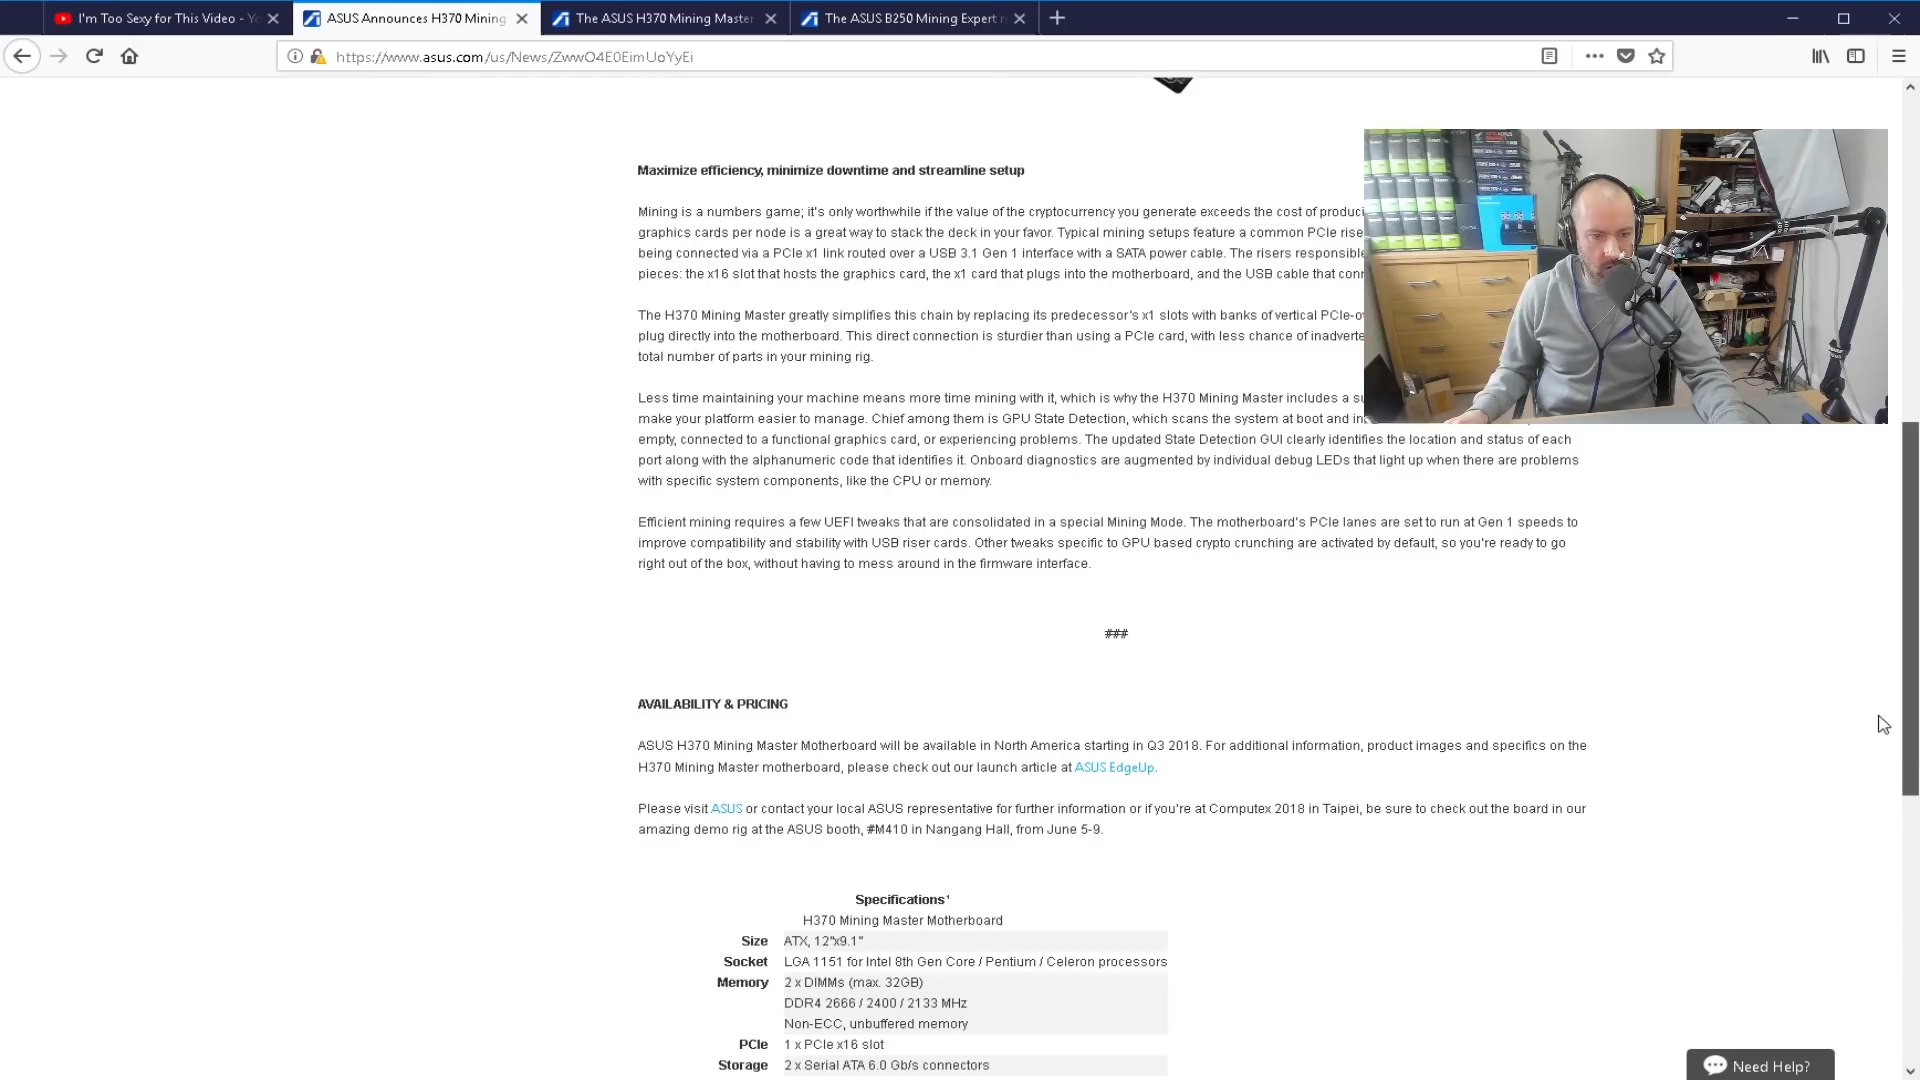 I'm Too Sexy for This Video - Yo
ASUS Announces H370 Mining
The ASUS H370 Mining Master
The ASUS B250 Mining Expert m
https://www.asus.com/us/News/ZwwO4E0EimUoYyEi
Maximize efficiency, minimize downtime and streamline setup
Mining is a numbers game; it's only worthwhile if the value of the cryptocurrency you generate exceeds the cost of produci
graphics cards per node is a great way to stack the deck in your favor. Typical mining setups feature a common PCIe rise
being connected via a PCIe x1 link routed over a USB 3.1 Gen 1 interface with a SATA power cable. The risers responsible
pieces: the x16 slot that hosts the graphics card, the x1 card that plugs into the motherboard, and the USB cable that con
The H370 Mining Master greatly simplifies this chain by replacing its predecessor's x1 slots with banks of vertical PCIe-ov
plug directly into the motherboard. This direct connection is sturdier than using a PCIe card, with less chance of inadverte
total number of parts in your mining rig.
Less time maintaining your machine means more time mining with it, which is why the H370 Mining Master includes a su
make your platform easier to manage. Chief among them is GPU State Detection, which scans the system at boot and in
empty, connected to a functional graphics card, or experiencing problems. The updated State Detection GUI clearly identifies the location and status of each
port along with the alphanumeric code that identifies it. Onboard diagnostics are augmented by individual debug LEDs that light up when there are problems
with specific system components, like the CPU or memory.
Efficient mining requires a few UEFI tweaks that are consolidated in a special Mining Mode. The motherboard's PCIe lanes are set to run at Gen 1 speeds to
improve compatibility and stability with USB riser cards. Other tweaks specific to GPU based crypto crunching are activated by default, so you're ready to go
right out of the box, without having to mess around in the firmware interface.
###
AVAILABILITY & PRICING
ASUS H370 Mining Master Motherboard will be available in North America starting in Q3 2018. For additional information, product images and specifics on the
H370 Mining Master motherboard, please check out our launch article at ASUS EdgeUp.
Please visit ASUS or contact your local ASUS representative for further information or if you're at Computex 2018 in Taipei, be sure to check out the board in our
amazing demo rig at the ASUS booth, #M410 in Nangang Hall, from June 5-9.
Specifications¹
H370 Mining Master Motherboard
Size ATX, 12"x9.1"
Socket LGA 1151 for Intel 8th Gen Core / Pentium / Celeron processors
Memory 2 x DIMMs (max. 32GB)
DDR4 2666 / 2400 / 2133 MHz
Non-ECC, unbuffered memory
PCIe 1 x PCIe x16 slot
Storage 2 x Serial ATA 6.0 Gb/s connectors
Need Help?